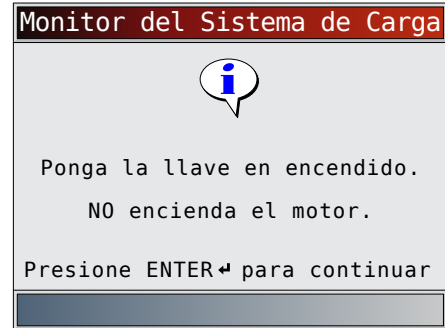 Monitor del Sistema de Carga
i
Ponga la llave en encendido.
NO encienda el motor.
Presione ENTER↵ para continuar